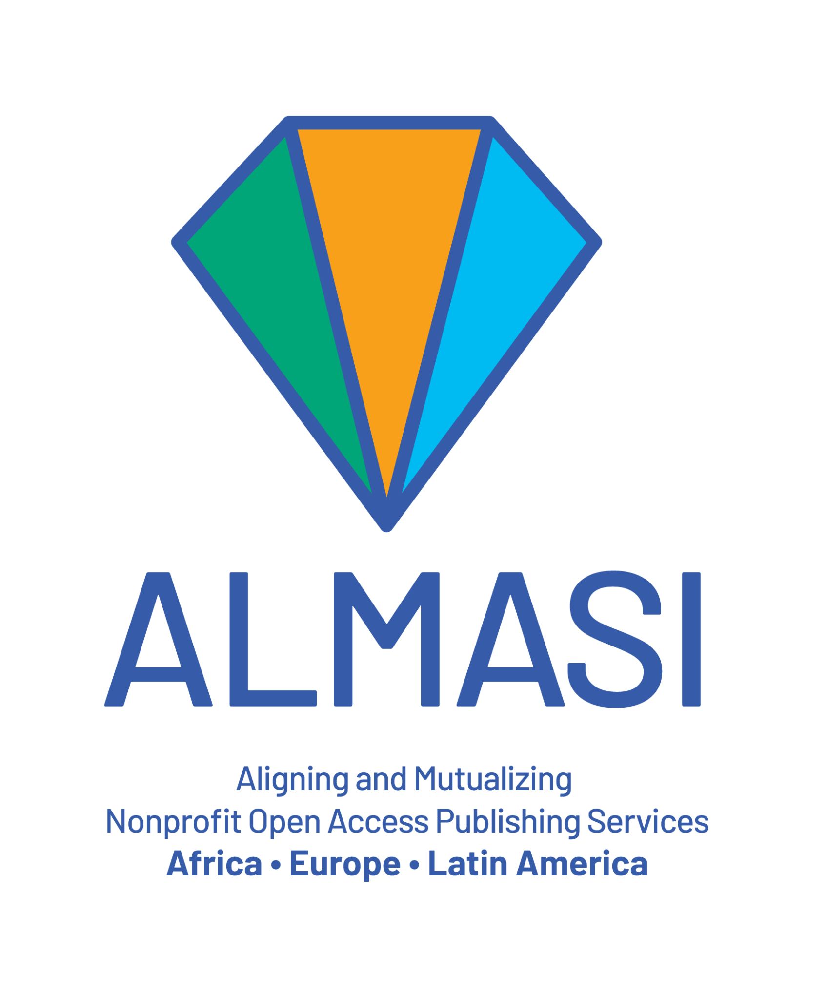 ALMASI
Aligning and Mutualizing
Nonprofit Open Access Publishing Services
Africa • Europe • Latin America